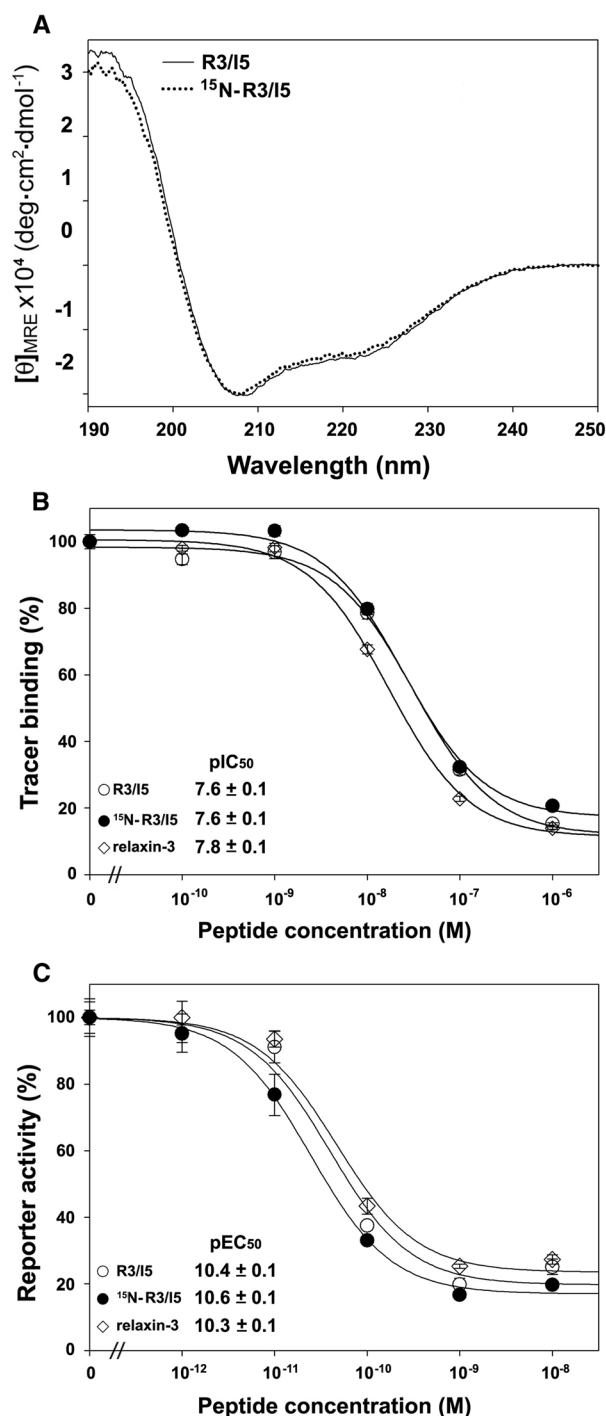 A
R3/I5
15N-R3/I5
3
2
1
0
-1
-2
[θ]MRE x10⁴ (deg·cm²·dmol⁻¹)
190 200 210 220 230 240 250
Wavelength (nm)
B
100
80
60
40
20
0
Tracer binding (%)
pIC50
R3/I5 7.6 ± 0.1
¹⁵N-R3/I5 7.6 ± 0.1
relaxin-3 7.8 ± 0.1
0 10⁻¹⁰ 10⁻⁹ 10⁻⁸ 10⁻⁷ 10⁻⁶
Peptide concentration (M)
C
100
80
60
40
20
0
Reporter activity (%)
pEC50
R3/I5 10.4 ± 0.1
¹⁵N-R3/I5 10.6 ± 0.1
relaxin-3 10.3 ± 0.1
0 10⁻¹² 10⁻¹¹ 10⁻¹⁰ 10⁻⁹ 10⁻⁸
Peptide concentration (M)